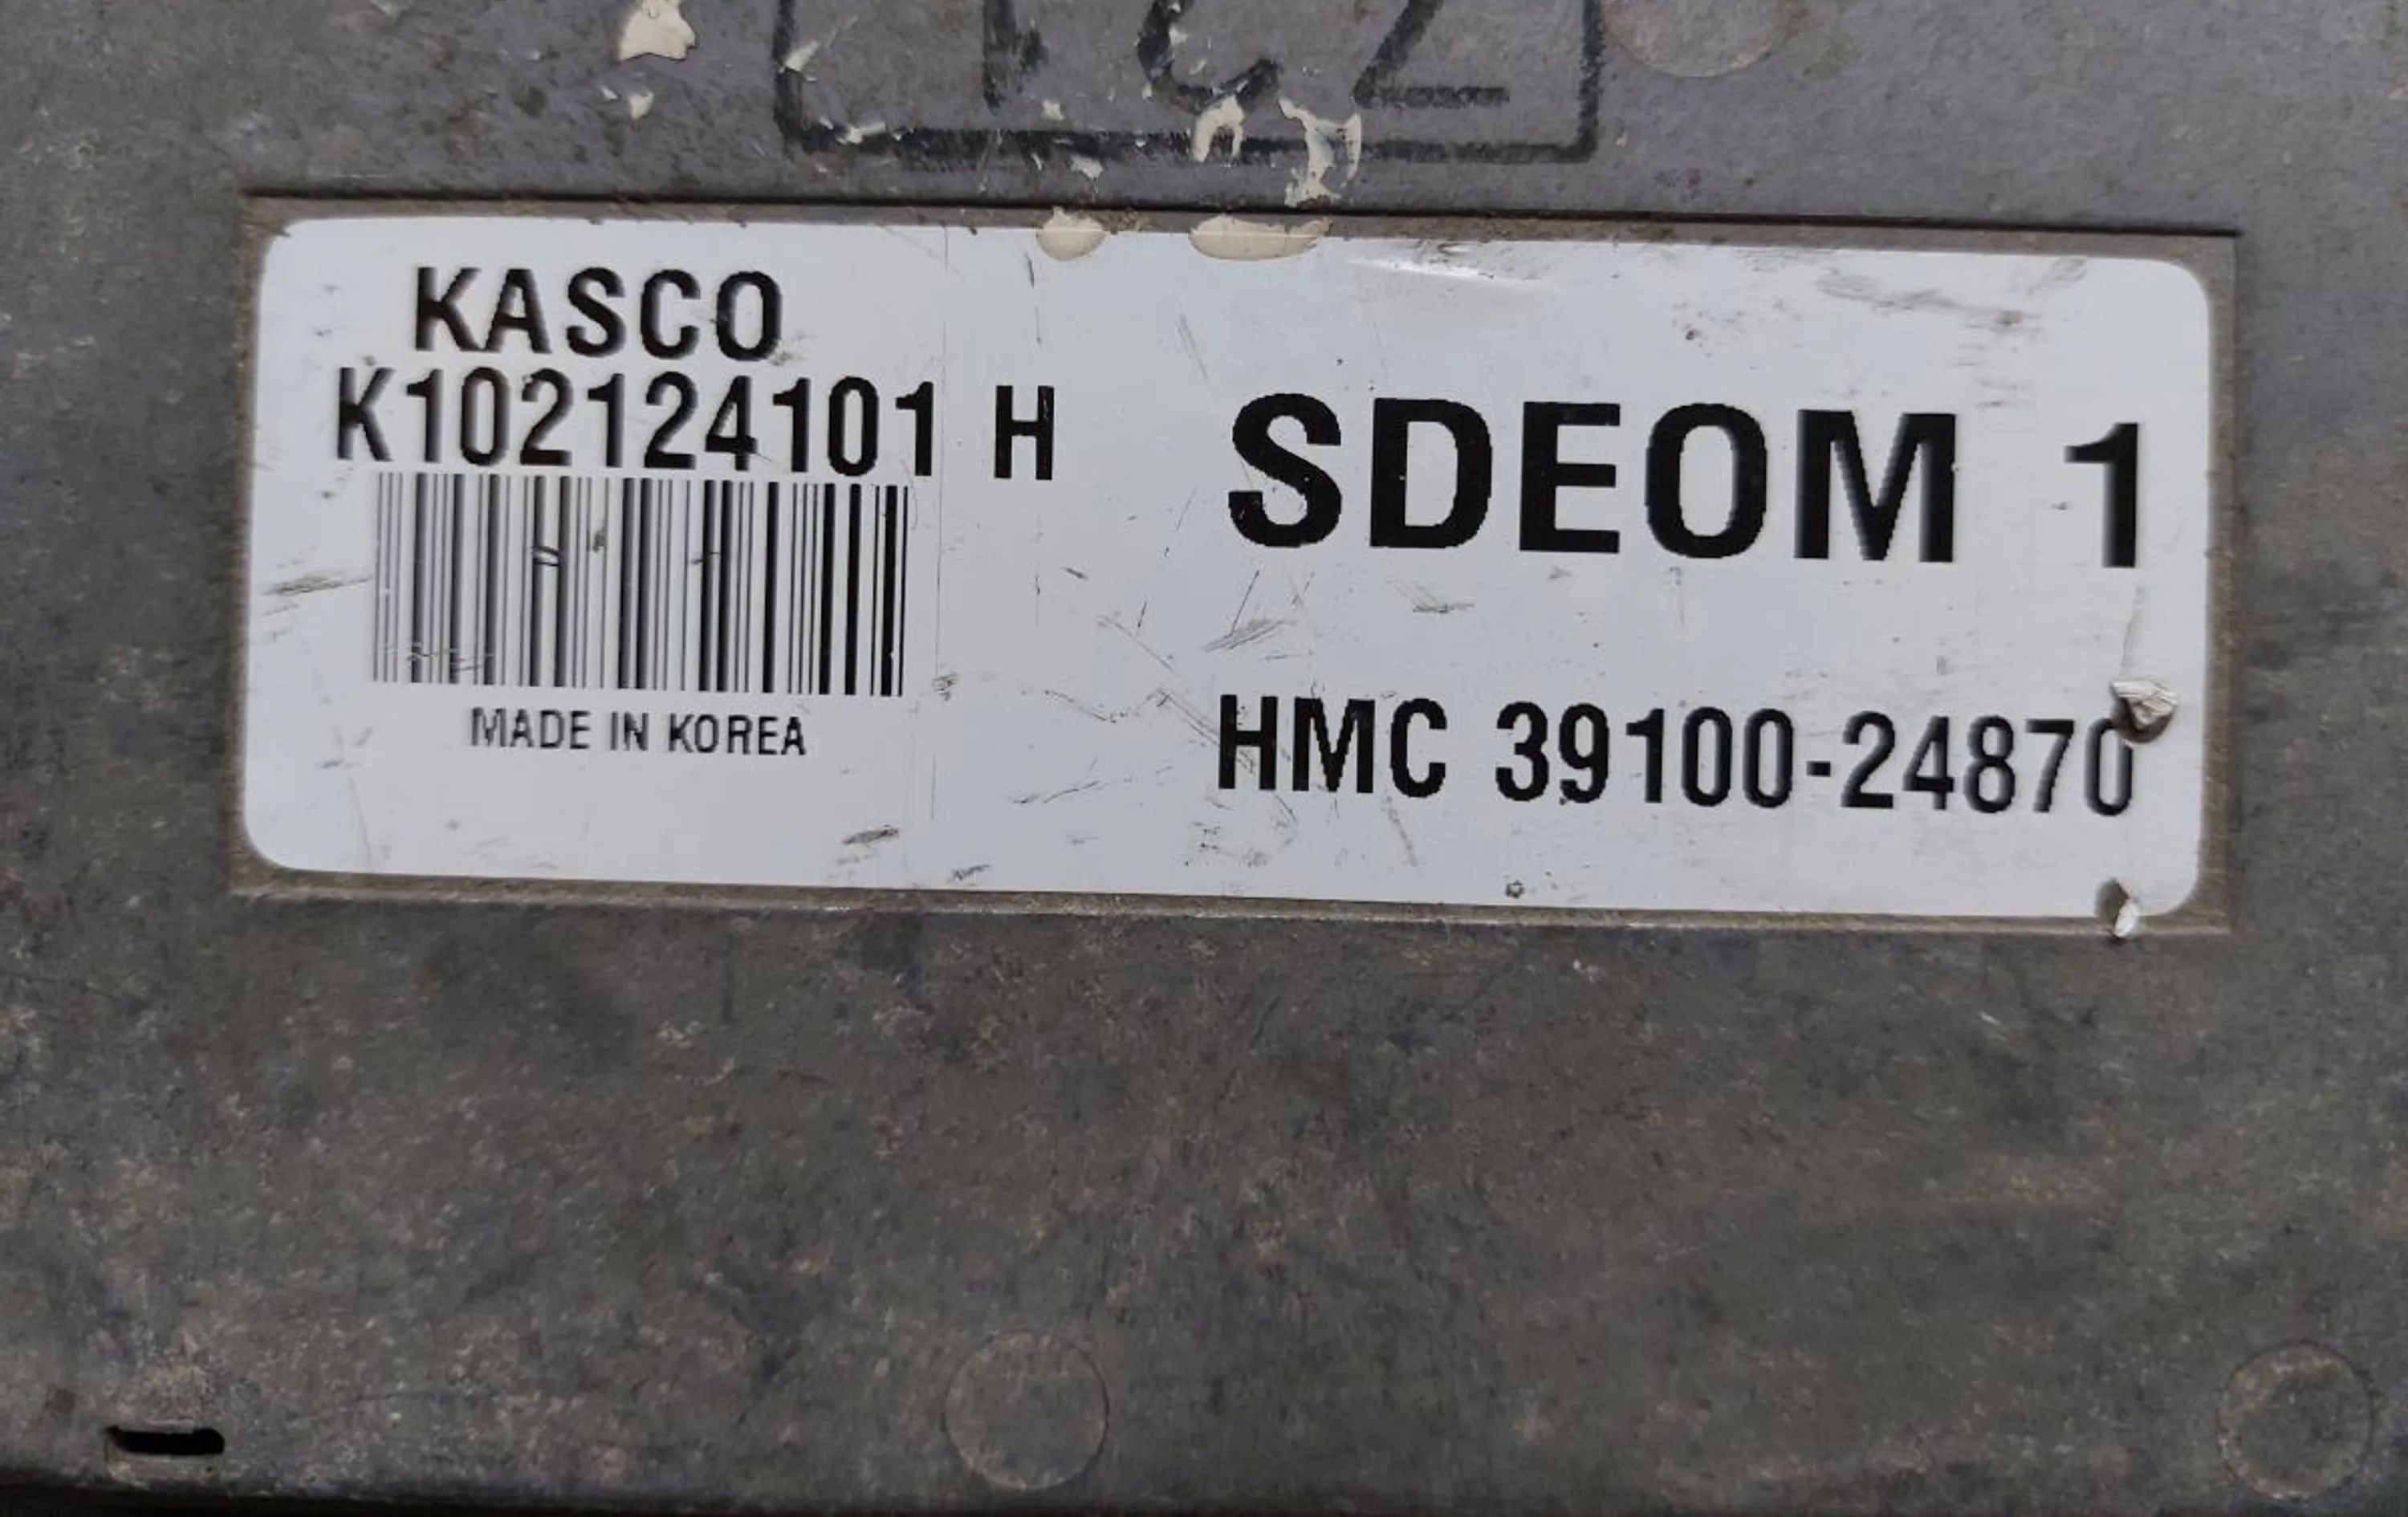 KASCO
K102124101 H
MADE IN KOREA
SDEOM 1
HMC 39100-24870